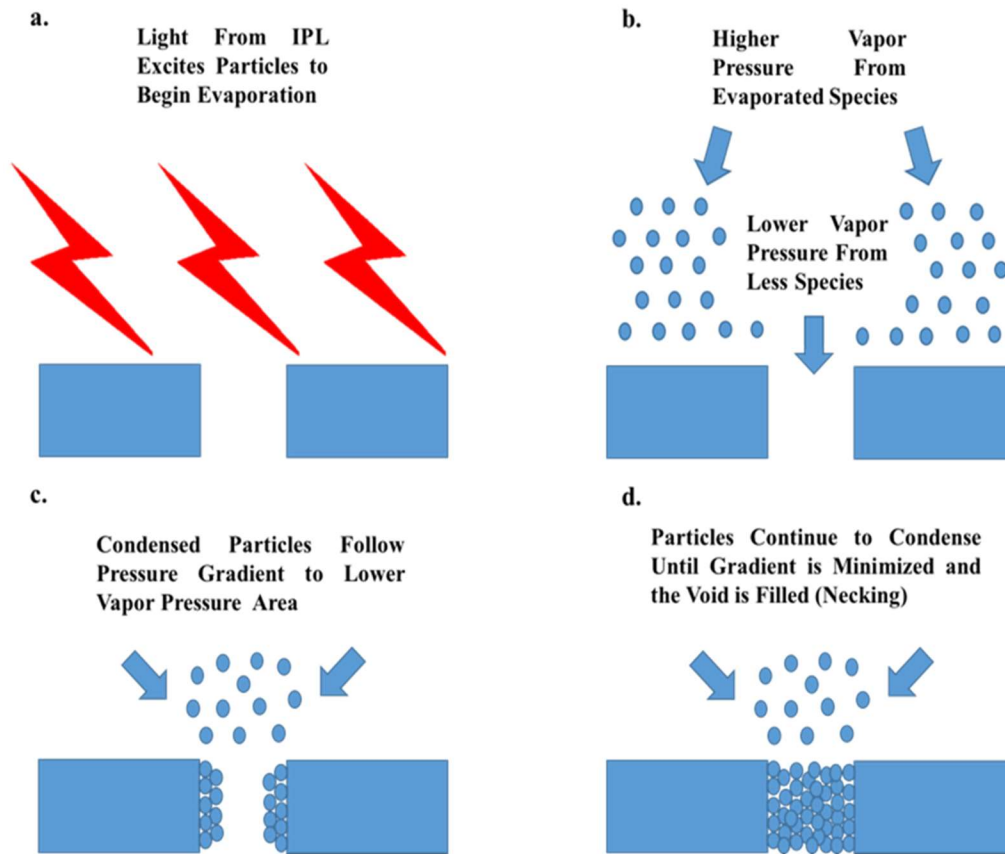 a.
Light From IPL
Excites Particles to
Begin Evaporation
b.
Higher Vapor
Pressure From
Evaporated Species
Lower Vapor
Pressure From
Less Species
c.
Condensed Particles Follow
Pressure Gradient to Lower
Vapor Pressure Area
d.
Particles Continue to Condense
Until Gradient is Minimized and
the Void is Filled (Necking)